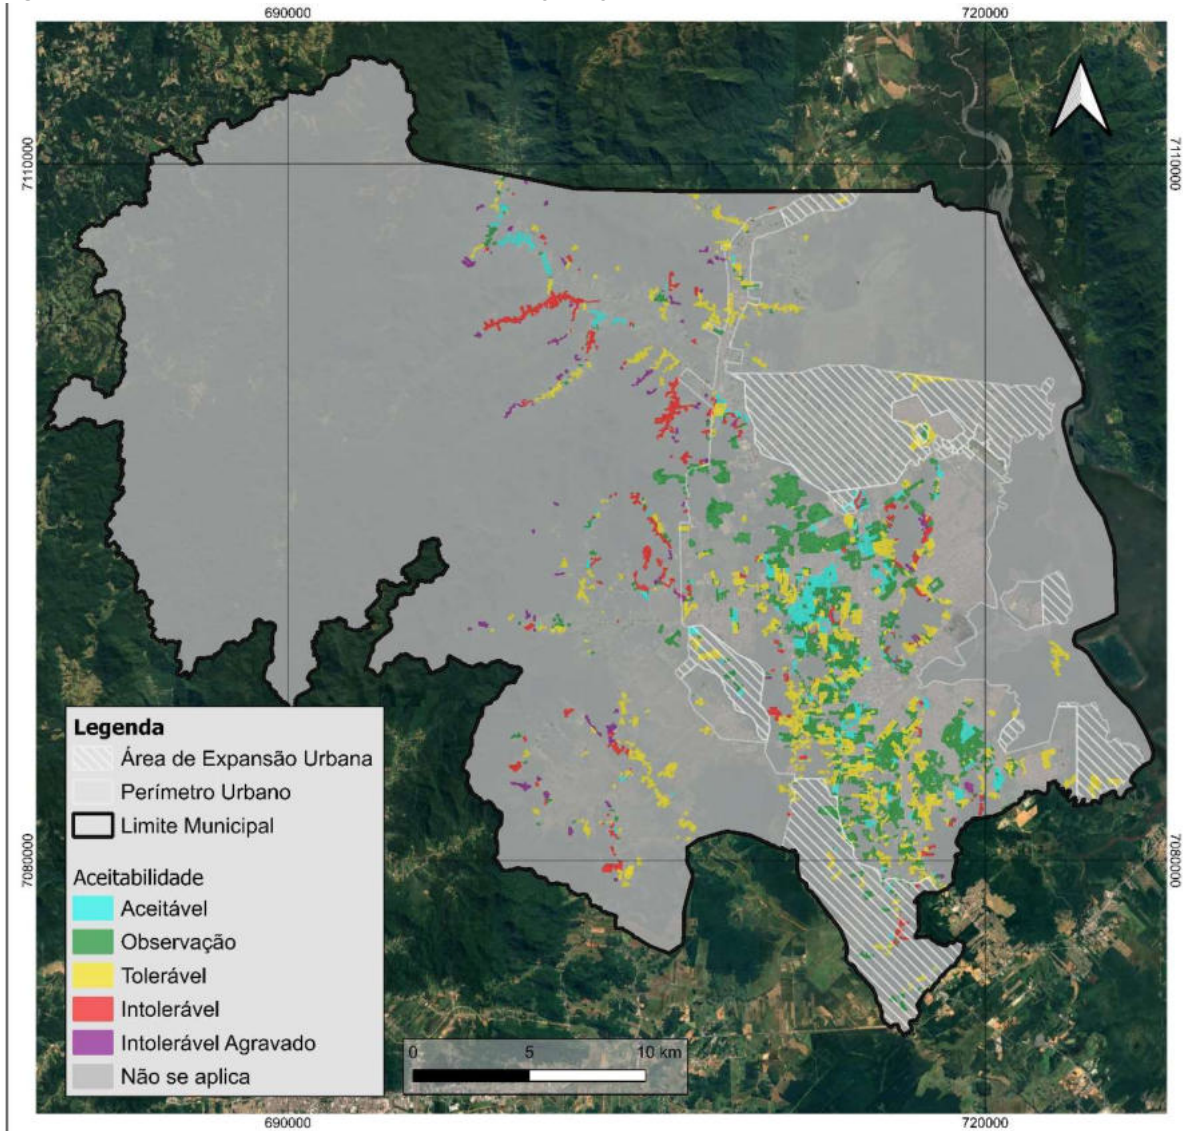 690000
720000
7110000
7110000
Legenda
Área de Expansão Urbana
Perímetro Urbano
Limite Municipal
Aceitabilidade
Aceitável
Observação
Tolerável
Intolerável
Intolerável Agravado
Não se aplica
7080000
7080000
0 5 10 km
690000
720000